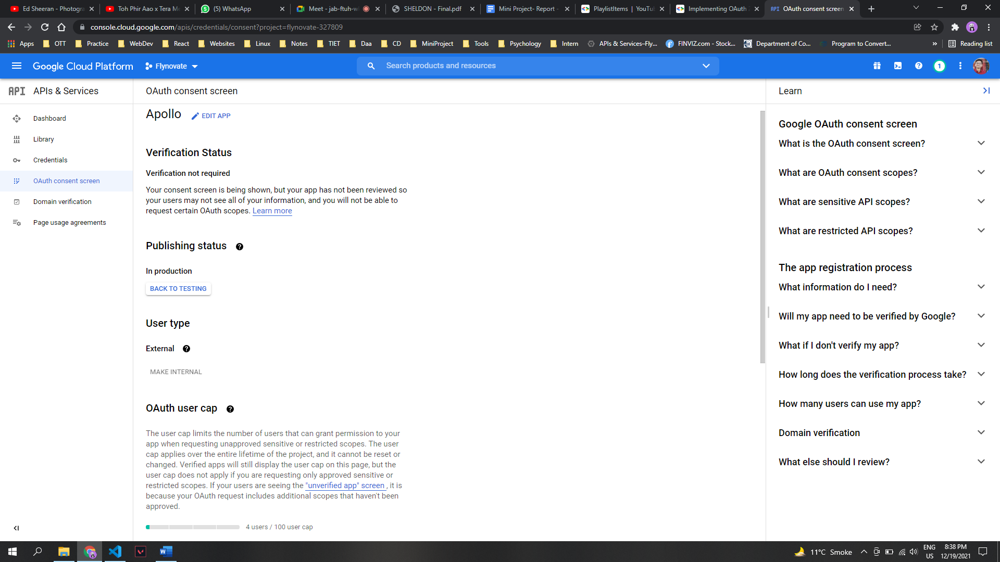 Ed Sheeran - Photogra
Toh Phir Aao x Tera Me
(5) WhatsApp
Meet - jab-ftuh-w
SHELDON - Final.pdf
Mini Project- Report -
PlaylistItems | YouTu
Implementing OAuth 2
API OAuth consent screen
console.cloud.google.com/apis/credentials/consent?project=flynovate-327809
Apps OTT Practice WebDev React Websites Linux Notes TIET Daa CD MiniProject Tools Psychology Intern APIs & Services–Fly... FINVIZ.com - Stock... Department of Co... Program to Convert... » Reading list
Google Cloud Platform Flynovate Search products and resources 1
API APIs & Services
Dashboard
Library
Credentials
OAuth consent screen
Domain verification
Page usage agreements
OAuth consent screen
Apollo EDIT APP
Verification Status
Verification not required
Your consent screen is being shown, but your app has not been reviewed so
your users may not see all of your information, and you will not be able to
request certain OAuth scopes. Learn more
Publishing status
In production
BACK TO TESTING
User type
External
MAKE INTERNAL
OAuth user cap
The user cap limits the number of users that can grant permission to your
app when requesting unapproved sensitive or restricted scopes. The user
cap applies over the entire lifetime of the project, and it cannot be reset or
changed. Verified apps will still display the user cap on this page, but the
user cap does not apply if you are requesting only approved sensitive or
restricted scopes. If your users are seeing the "unverified app" screen , it is
because your OAuth request includes additional scopes that haven't been
approved.
4 users / 100 user cap
Learn
Google OAuth consent screen
What is the OAuth consent screen?
What are OAuth consent scopes?
What are sensitive API scopes?
What are restricted API scopes?
The app registration process
What information do I need?
Will my app need to be verified by Google?
What if I don't verify my app?
How long does the verification process take?
How many users can use my app?
Domain verification
What else should I review?
11°C Smoke
ENG
US
8:38 PM
12/19/2021